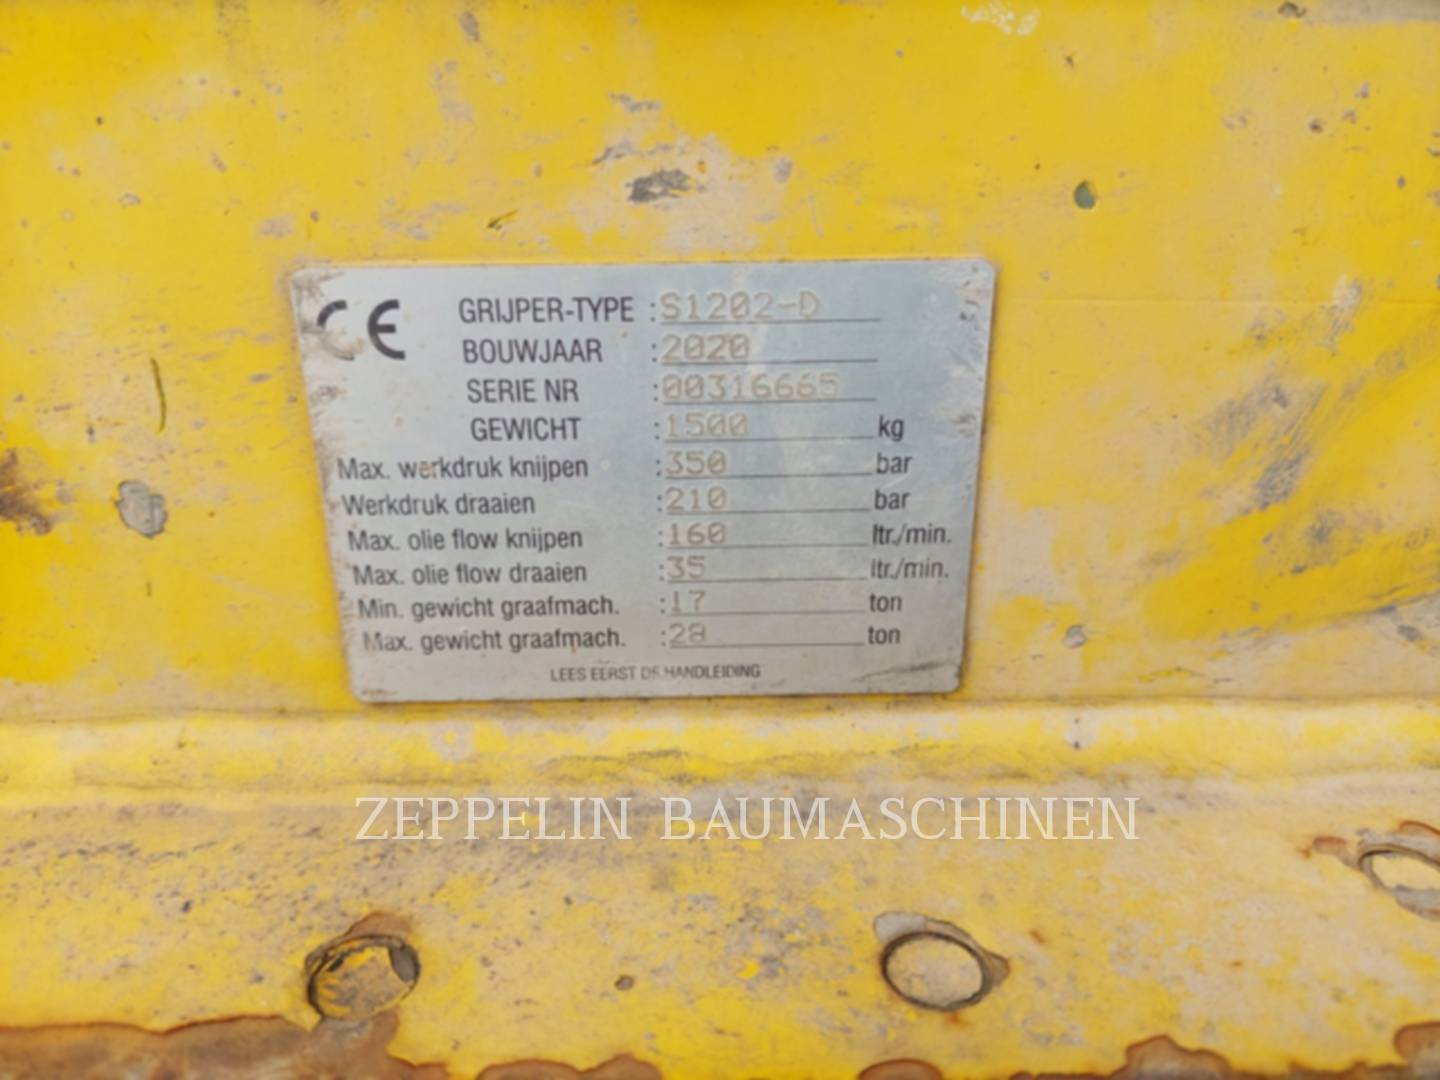 CE GRIJPER-TYPE :S1202-D
BOUWJAAR :2020
SERIE NR :00316665
GEWICHT :1500 kg
Max. werkdruk knijpen :350 bar
Werkdruk draaien :210 bar
Max. olie flow knijpen :160 ltr./min.
Max. olie flow draaien :35 ltr./min.
Min. gewicht graafmach. :17 ton
Max. gewicht graafmach. :28 ton
LEES EERST DE HANDLEIDING
ZEPPELIN BAUMASCHINEN